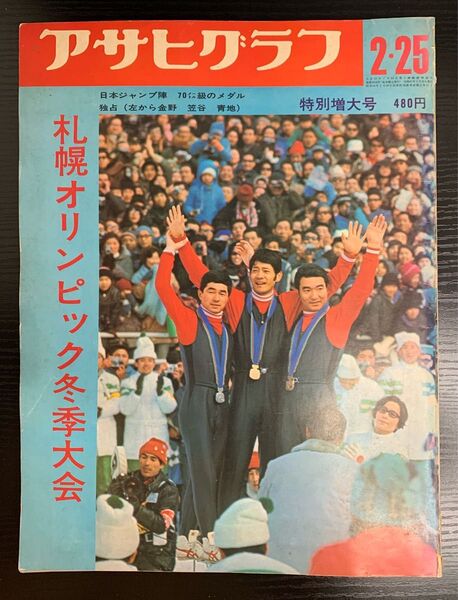 アサヒグラフ
2・25
日本ジャンプ陣 70㍍級のメダル
独占（左から金野 笠谷 青地）
特別増大号 480円
札幌オリンピック冬季大会